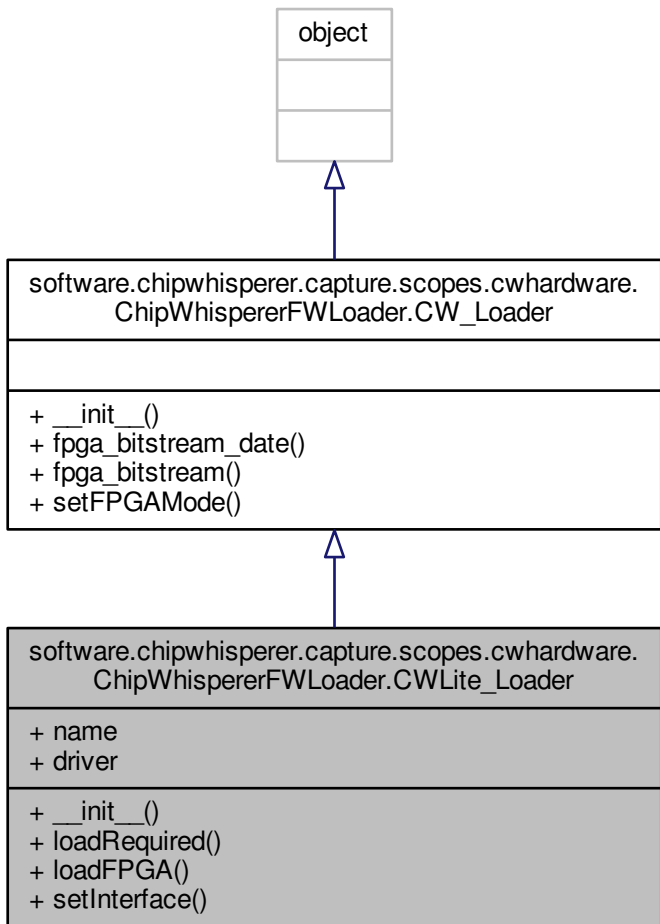 object
software.chipwhisperer.capture.scopes.cwhardware.
ChipWhispererFWLoader.CW_Loader
+ __init__()
+ fpga_bitstream_date()
+ fpga_bitstream()
+ setFPGAMode()
software.chipwhisperer.capture.scopes.cwhardware.
ChipWhispererFWLoader.CWLite_Loader
+ name
+ driver
+ __init__()
+ loadRequired()
+ loadFPGA()
+ setInterface()